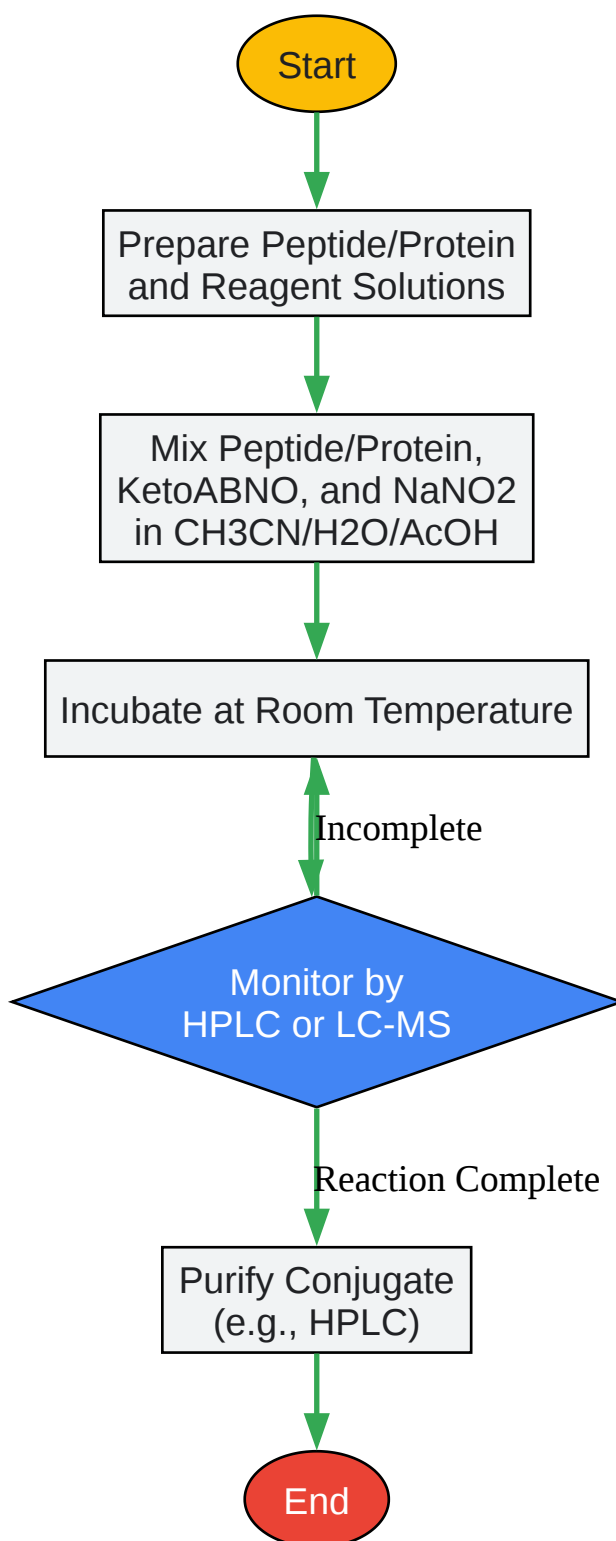 Start
Prepare Peptide/Protein
and Reagent Solutions
Mix Peptide/Protein,
KetoABNO, and NaNO2
in CH3CN/H2O/AcOH
Incubate at Room Temperature
Incomplete
Monitor by
HPLC or LC-MS
Reaction Complete
Purify Conjugate
(e.g., HPLC)
End